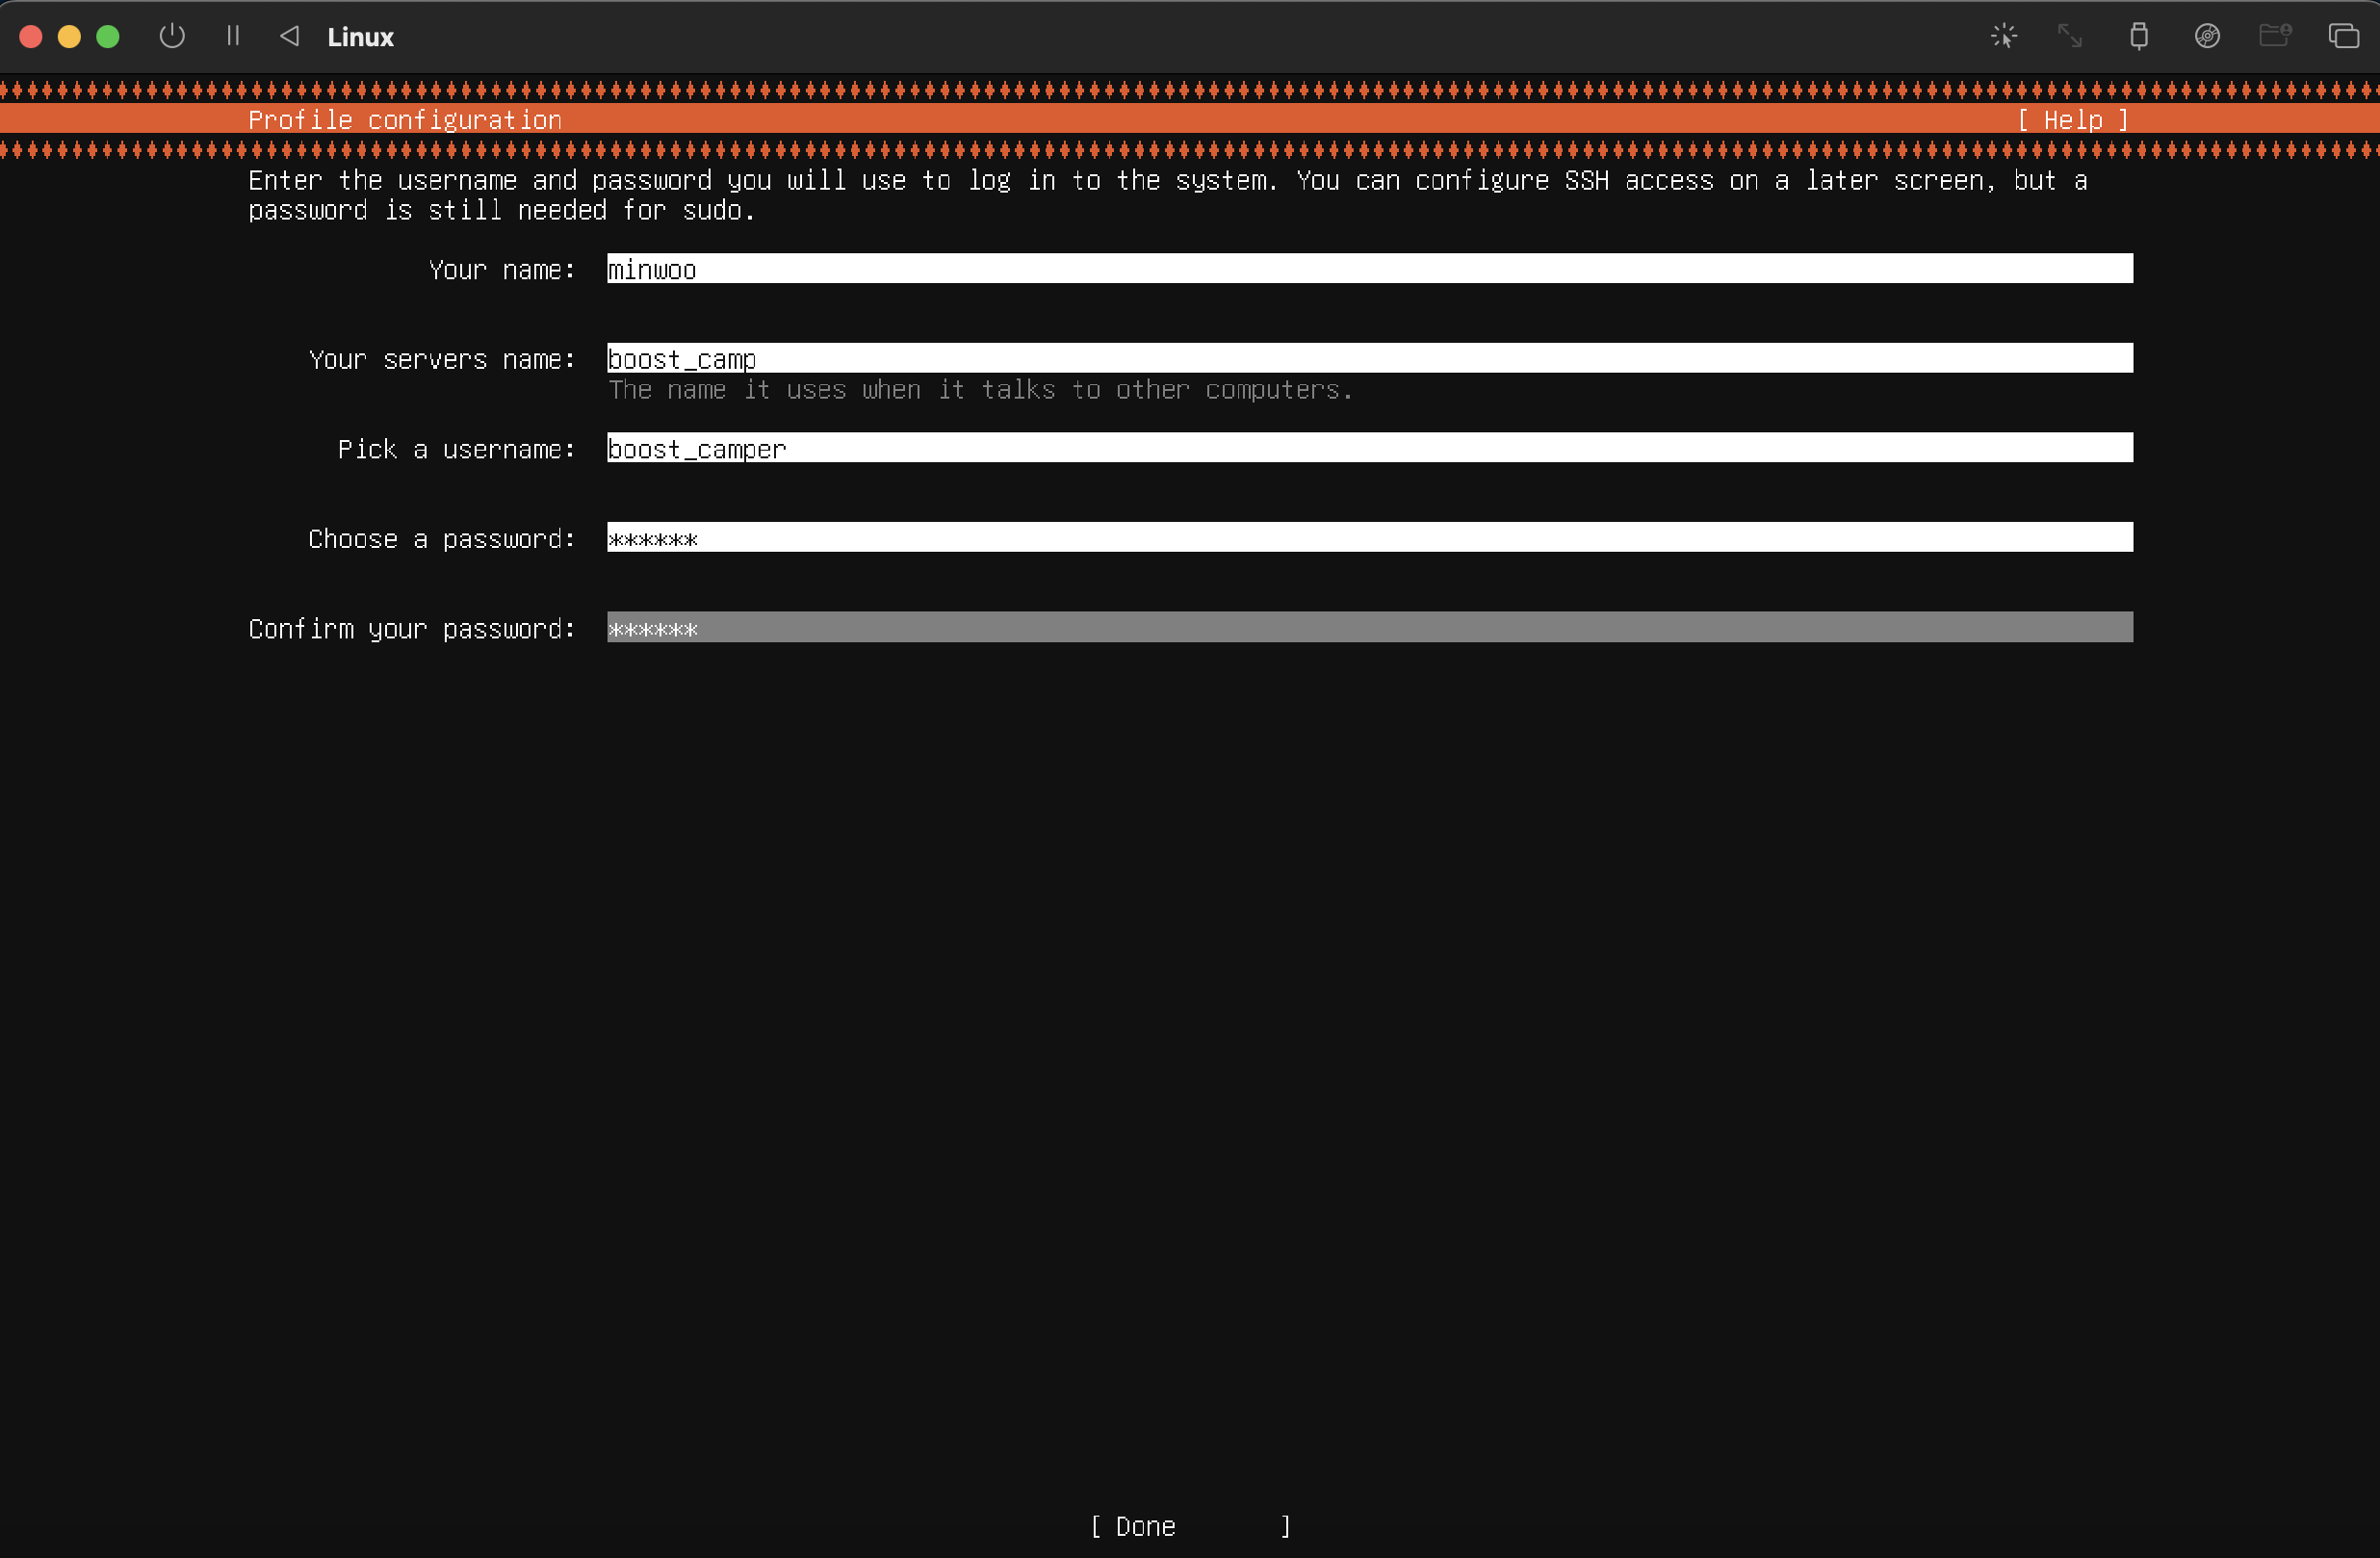 Linux
Profile configuration [ Help ]
Enter the username and password you will use to log in to the system. You can configure SSH access on a later screen, but a
password is still needed for sudo.
Your name: minwoo
Your servers name: boost_camp
The name it uses when it talks to other computers.
Pick a username: boost_camper
Choose a password: ******
Confirm your password: ******
[ Done ]